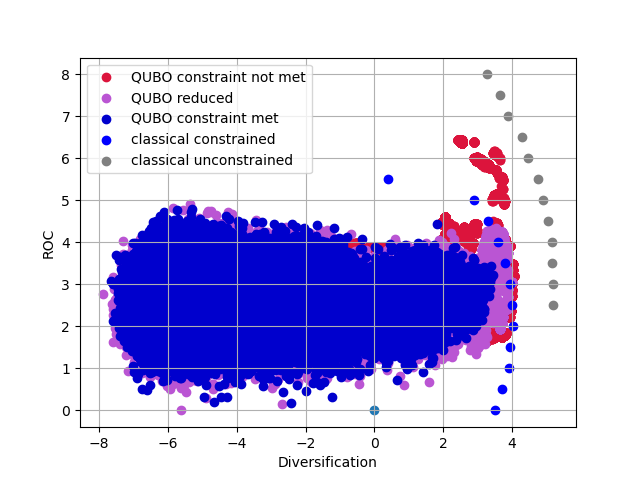 QUBO constraint not met
QUBO reduced
QUBO constraint met
classical constrained
classical unconstrained
8
7
6
5
4
3
2
1
0
ROC
−8 −6 −4 −2 0 2 4
Diversification